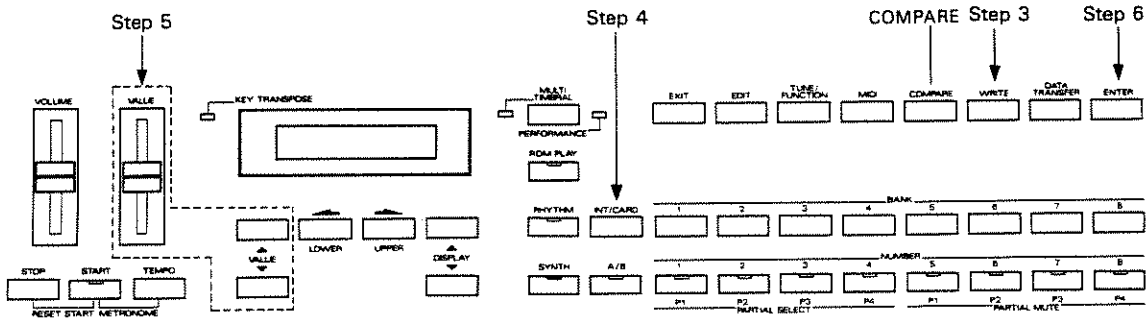 Step 5
Step 4
COMPARE Step 3
Step 6
VOLUME
VALUE
KEY TRANSPOSE
MULTI TIMBRAL
PERFORMANCE
EXIT
EDIT
TUNE/ FUNCTION
MIDI
COMPARE
WRITE
DATA TRANSFER
ENTER
RDM PLAY
BANK
RHYTHM
INT/CARD
1 2 3 4 5 6 7 8
LOWER
UPPER
VALUE
DISPLAY
NUMBER
STOP
START
TEMPO
SYNTH
A/B
1 2 3 4 5 6 7 8
P1 P2 P3 P4 P1 P2 P3 P4
RESET START METRONOME
PARTIAL SELECT
PARTIAL MUTE